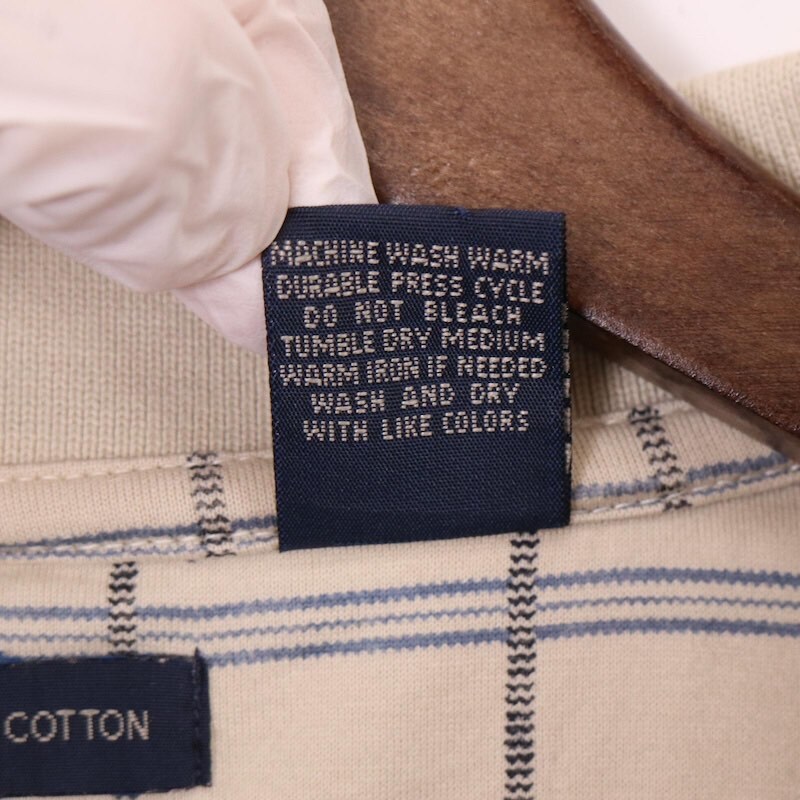 MACHINE WASH WARM
DURABLE PRESS CYCLE
DO NOT BLEACH
TUMBLE DRY MEDIUM
WARM IRON IF NEEDED
WASH AND DRY
WITH LIKE COLORS
COTTON